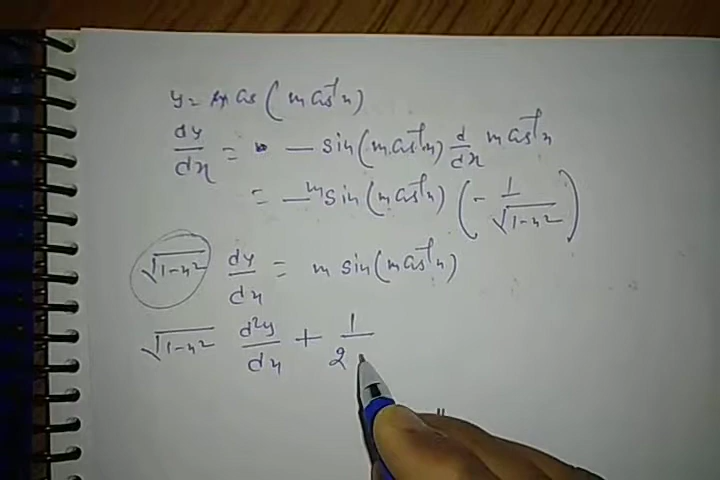 y = cos (m cos⁻¹x)
dy/dx = - sin(m cos⁻¹x) d/dx m cos⁻¹x
= - m sin(m cos⁻¹x) (- 1/√(1-x²))
√(1-x²) dy/dx = m sin(m cos⁻¹x)
√(1-x²) d²y/dx + 1/2